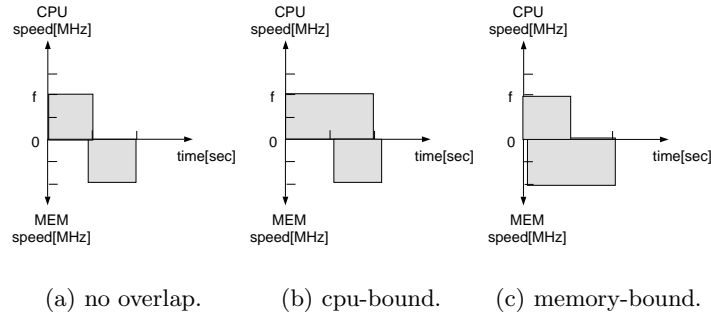 CPU
speed[MHz]
f
0
time[sec]
MEM
speed[MHz]
CPU
speed[MHz]
f
0
time[sec]
MEM
speed[MHz]
CPU
speed[MHz]
f
0
time[sec]
MEM
speed[MHz]
(a) no overlap.
(b) cpu-bound.
(c) memory-bound.